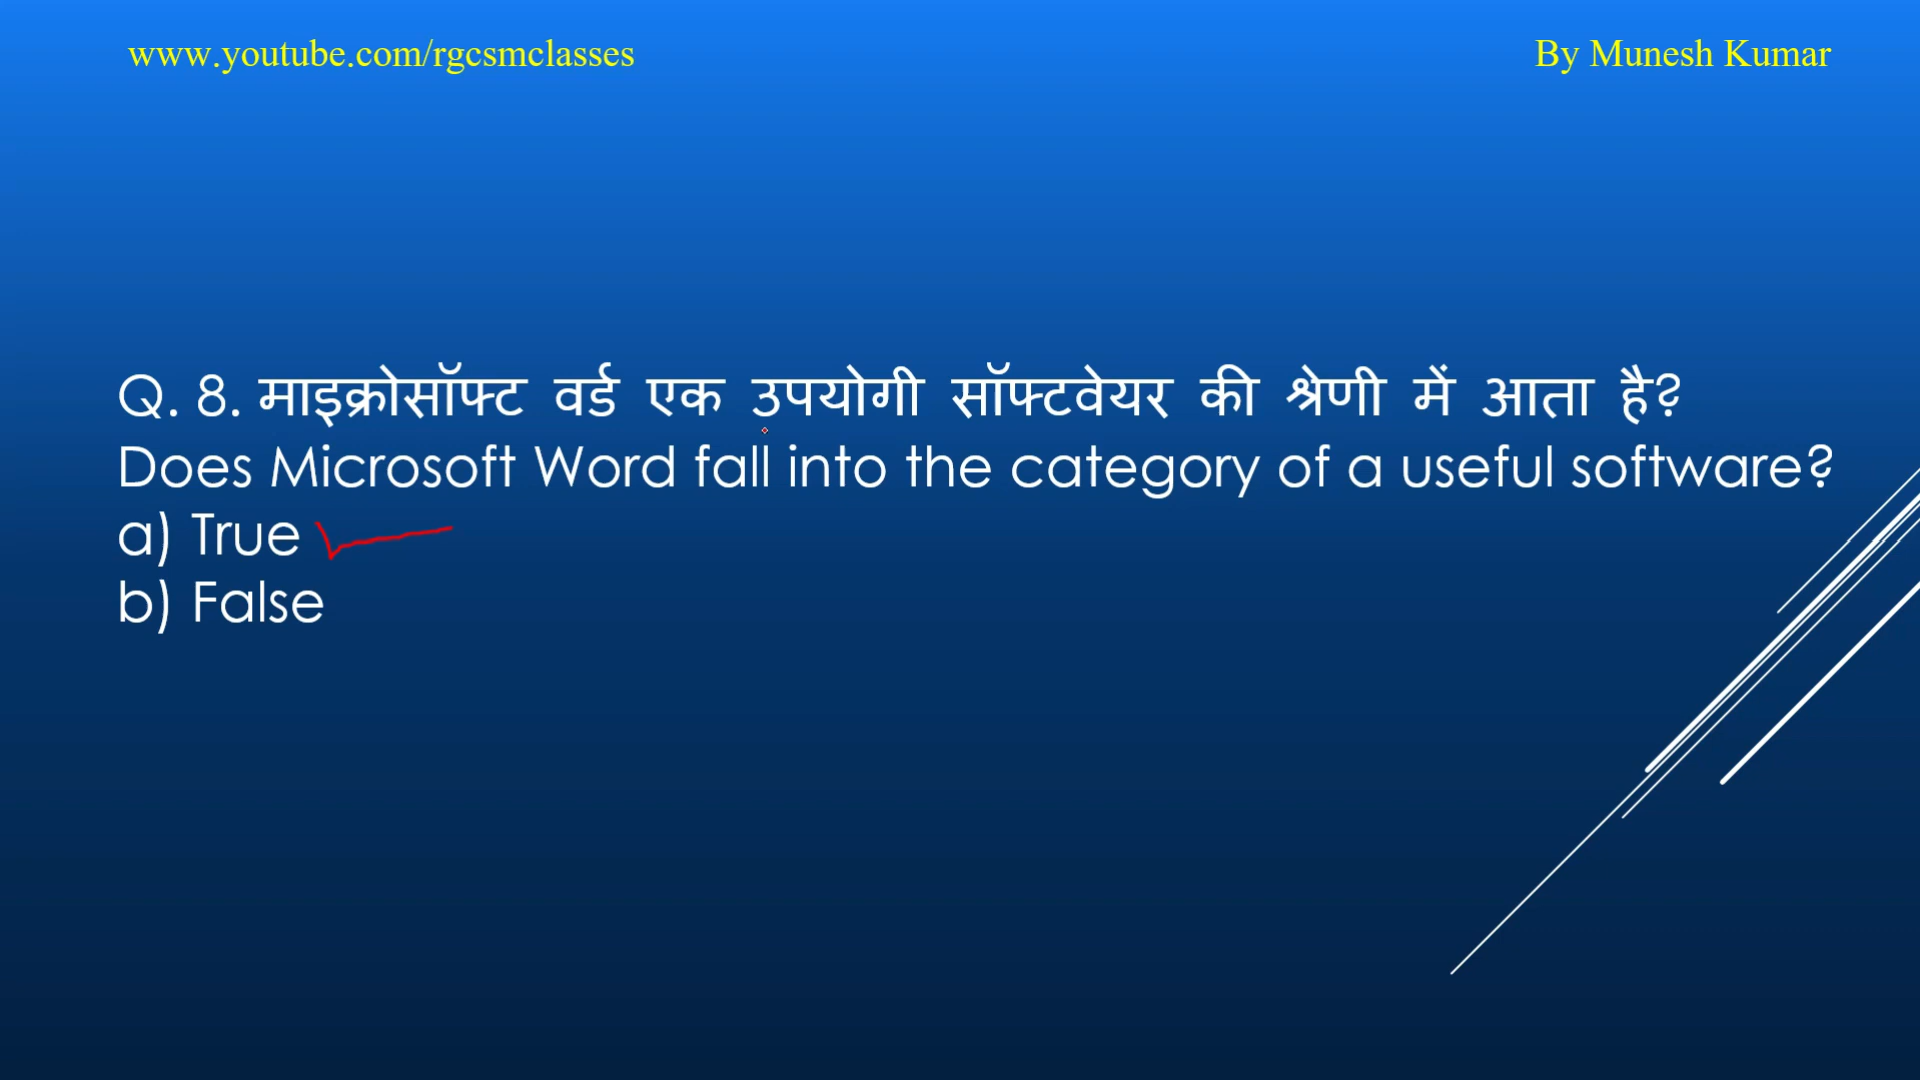 www.youtube.com/rgcsmclasses
By Munesh Kumar
Q. 8. माइक्रोसॉफ्ट वर्ड एक उपयोगी सॉफ्टवेयर की श्रेणी में आता है?
Does Microsoft Word fall into the category of a useful software?
a) True
b) False